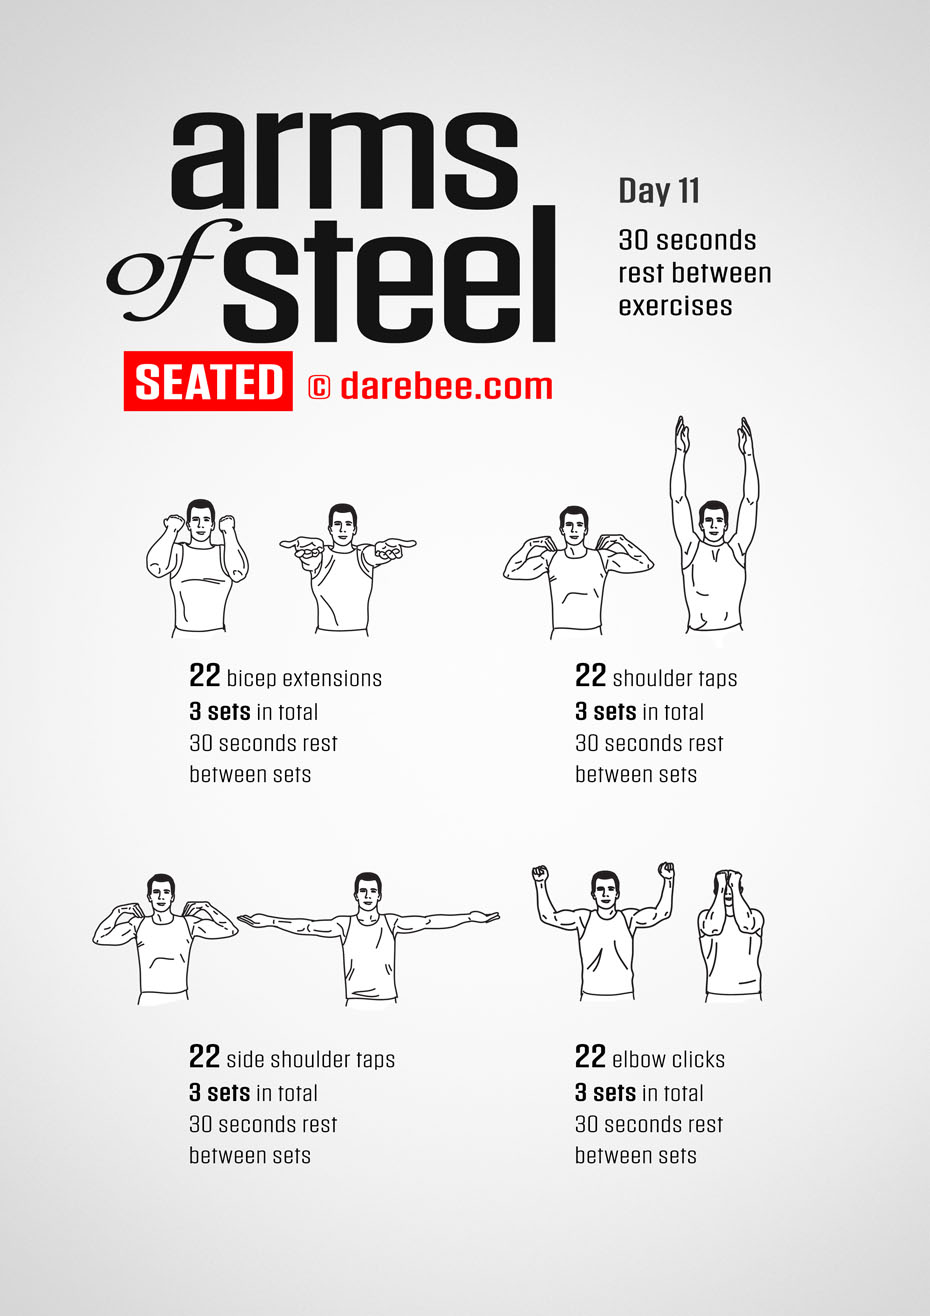 arms
of steel
SEATED © darebee.com
Day 11
30 seconds
rest between
exercises
22 bicep extensions
3 sets in total
30 seconds rest
between sets
22 shoulder taps
3 sets in total
30 seconds rest
between sets
22 side shoulder taps
3 sets in total
30 seconds rest
between sets
22 elbow clicks
3 sets in total
30 seconds rest
between sets